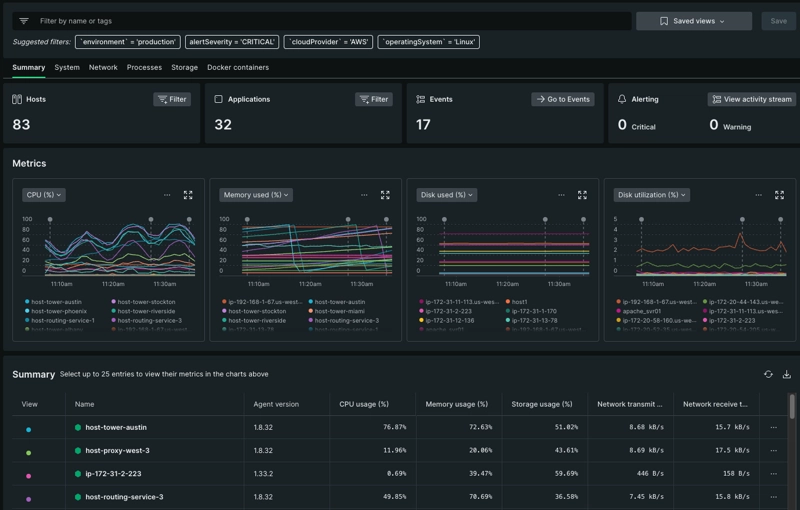 Filter by name or tags
Saved views
Save
Suggested filters:
`environment` = 'production'
alertSeverity = 'CRITICAL'
`cloudProvider` = 'AWS'
`operatingSystem` = 'Linux'
Summary System Network Processes Storage Docker containers
Hosts
Filter
83
Applications
Filter
32
Events
Go to Events
17
Alerting
View activity stream
0 Critical
0 Warning
Metrics
CPU (%)
100
80
60
40
20
0
11:10am 11:20am 11:30am
host-tower-austin host-tower-stockton
host-tower-phoenix host-tower-riverside
host-routing-service-1 host-routing-service-3
Memory used (%)
100
80
60
40
20
0
11:10am 11:20am 11:30am
ip-192-168-1-67.us-west... host-tower-austin
host-tower-stockton host-tower-miami
host-tower-riverside host-routing-service-3
Disk used (%)
100
80
60
40
20
0
11:10am 11:20am 11:30am
ip-172-31-11-113.us-wes... host1
ip-172-31-2-223 ip-172-31-1-170
ip-172-31-12-136 ip-172-31-13-78
Disk utilization (%)
5
4
3
2
1
0
11:10am 11:20am 11:30am
ip-192-168-1-67.us-west... ip-172-20-44-143.us-wes...
apache_svr01 ip-172-31-11-113.us-wes...
ip-172-20-58-160.us-we... ip-172-31-2-223
Summary Select up to 25 entries to view their metrics in the charts above
View Name Agent version CPU usage (%) Memory usage (%) Storage usage (%) Network transmit ... Network receive t...
host-tower-austin 1.8.32 76.87% 72.63% 51.02% 8.68 kB/s 15.7 kB/s
host-proxy-west-3 1.8.32 11.96% 20.06% 43.61% 8.69 kB/s 17.5 kB/s
ip-172-31-2-223 1.33.2 0.69% 39.47% 59.69% 446 B/s 158 B/s
host-routing-service-3 1.8.32 49.85% 70.69% 36.58% 7.45 kB/s 15.8 kB/s